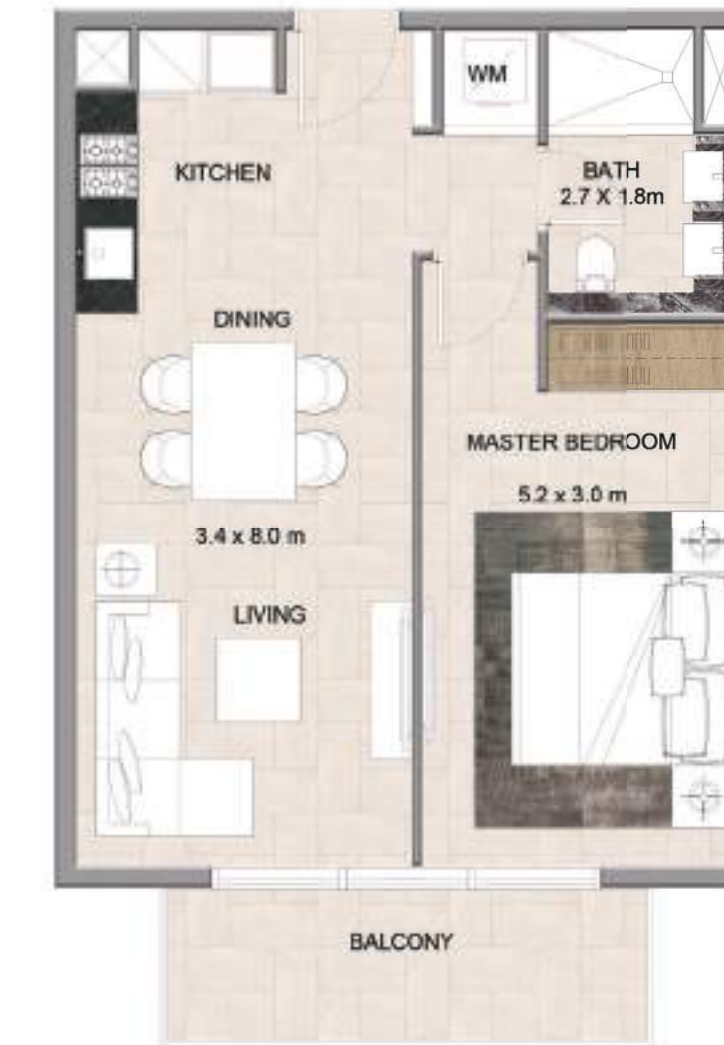 WM
KITCHEN
BATH
2.7 X 1.8m
DINING
MASTER BEDROOM
5.2 x 3.0 m
3.4 x 8.0 m
LIVING
BALCONY